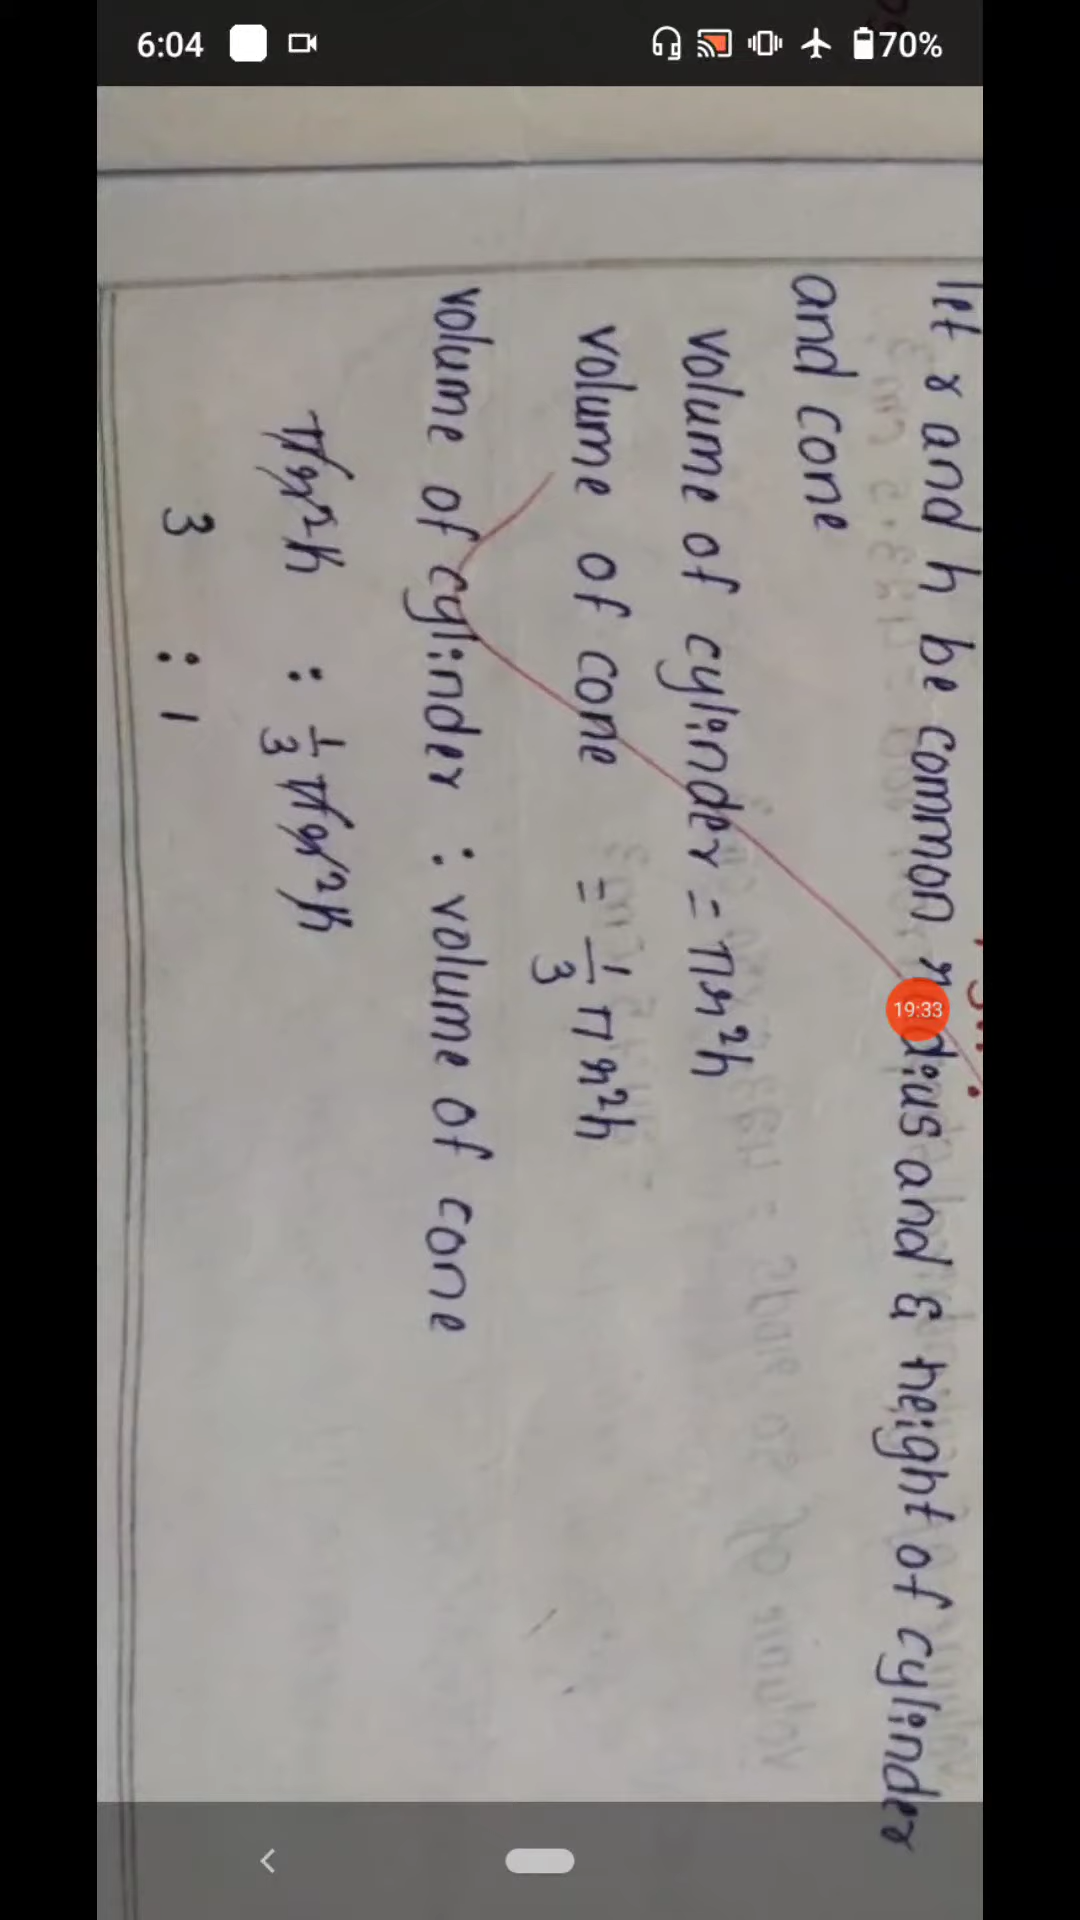 6:04
70%
let r and h be common radius and & height of cylinder
and cone
volume of cylinder = πr²h
volume of cone = 1/3 πr²h
volume of cylinder : volume of cone
πr²h : 1/3 πr²h
3 : 1
19:33